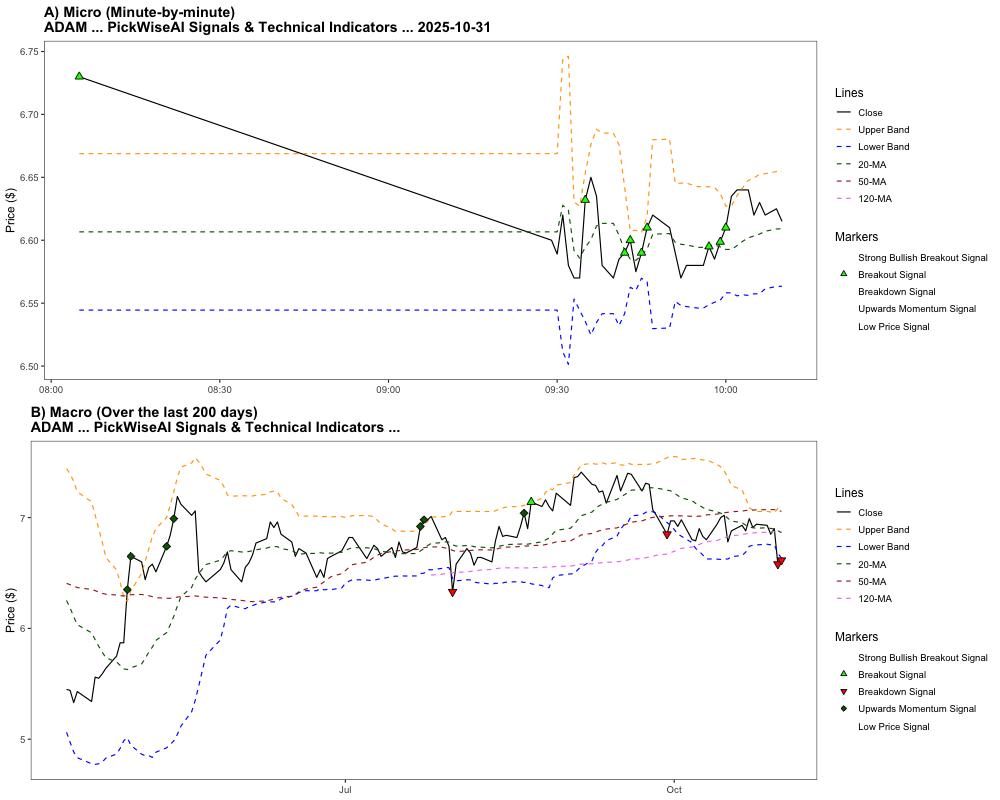 A) Micro (Minute-by-minute)
ADAM ... PickWiseAI Signals & Technical Indicators ... 2025-10-31
Price ($)
6.75
6.70
6.65
6.60
6.55
6.50
08:00
08:30
09:00
09:30
10:00
Lines
Close
Upper Band
Lower Band
20-MA
50-MA
120-MA
Markers
Strong Bullish Breakout Signal
Breakout Signal
Breakdown Signal
Upwards Momentum Signal
Low Price Signal
B) Macro (Over the last 200 days)
ADAM ... PickWiseAI Signals & Technical Indicators ...
Price ($)
7
6
5
Jul
Oct
Lines
Close
Upper Band
Lower Band
20-MA
50-MA
120-MA
Markers
Strong Bullish Breakout Signal
Breakout Signal
Breakdown Signal
Upwards Momentum Signal
Low Price Signal